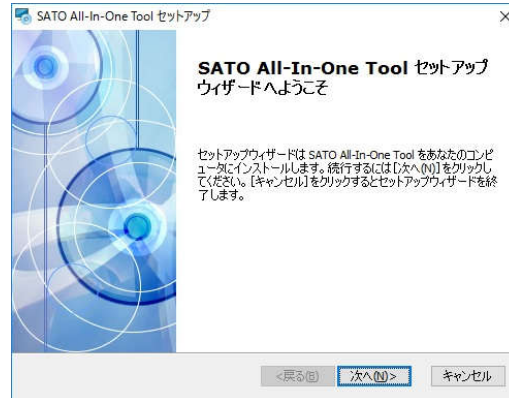 SATO All-In-One Tool セットアップ
SATO All-In-One Tool セットアップ
ウィザードへようこそ
セットアップウィザードは SATO All-In-One Tool をあなたのコンピ
ュータにインストールします。続行するには[次へ(N)]をクリックし
てください。[キャンセル]をクリックするとセットアップウィザードを終
了します。
<戻る(B) 次へ(N)> キャンセル